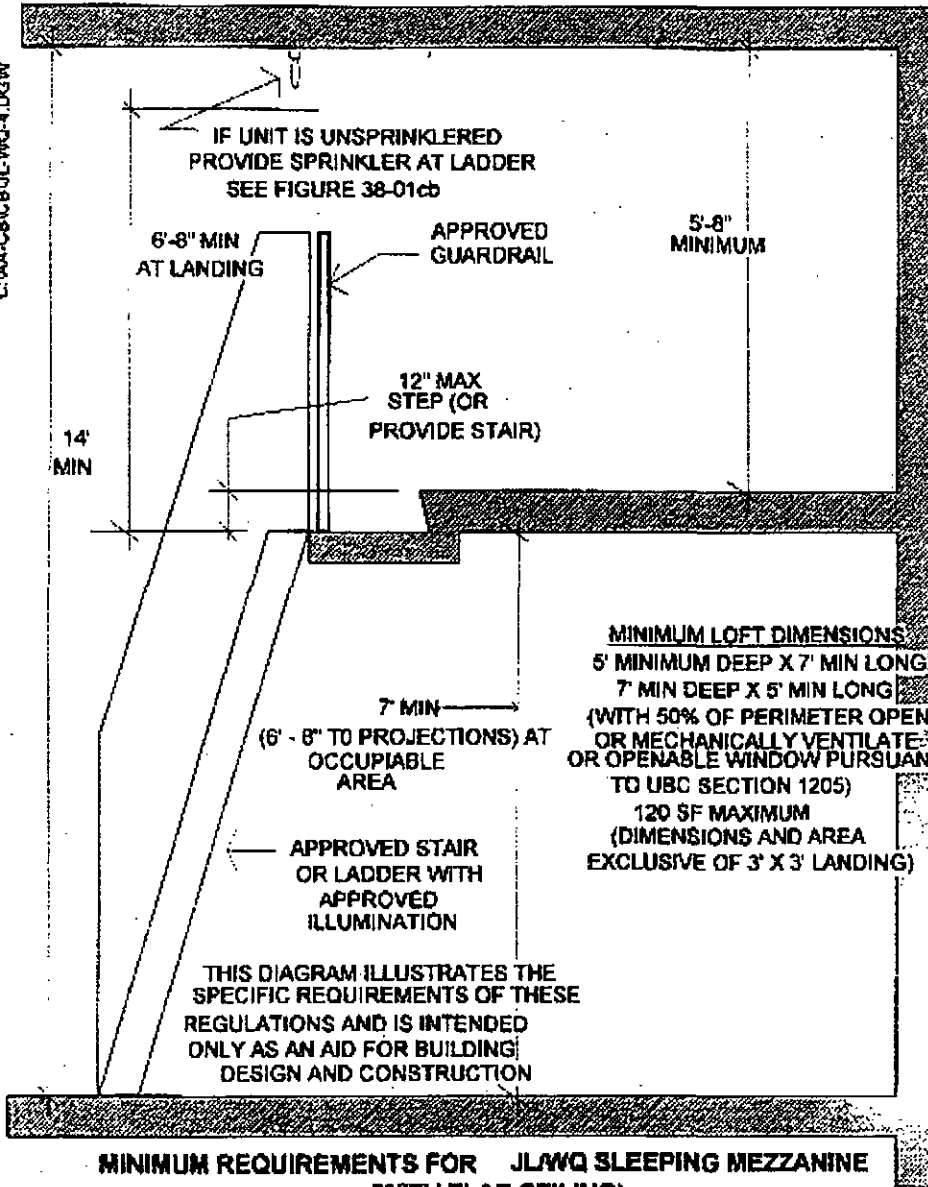 IF UNIT IS UNSPRINKLERED
PROVIDE SPRINKLER AT LADDER
SEE FIGURE 38-01cb
6'-8" MIN
AT LANDING
APPROVED
GUARDRAIL
5'-8"
MINIMUM
12" MAX
STEP (OR
PROVIDE STAIR)
14'
MIN
MINIMUM LOFT DIMENSIONS
5' MINIMUM DEEP X 7' MIN LONG
7' MIN DEEP X 5' MIN LONG
(WITH 50% OF PERIMETER OPEN
OR MECHANICALLY VENTILATE
OR OPENABLE WINDOW PURSUAN
TO UBC SECTION 1205)
120 SF MAXIMUM
(DIMENSIONS AND AREA
EXCLUSIVE OF 3' X 3' LANDING)
7' MIN
(6' - 8" TO PROJECTIONS) AT
OCCUPIABLE
AREA
APPROVED STAIR
OR LADDER WITH
APPROVED
ILLUMINATION
THIS DIAGRAM ILLUSTRATES THE
SPECIFIC REQUIREMENTS OF THESE
REGULATIONS AND IS INTENDED
ONLY AS AN AID FOR BUILDING
DESIGN AND CONSTRUCTION
MINIMUM REQUIREMENTS FOR JL/WQ SLEEPING MEZZANINE